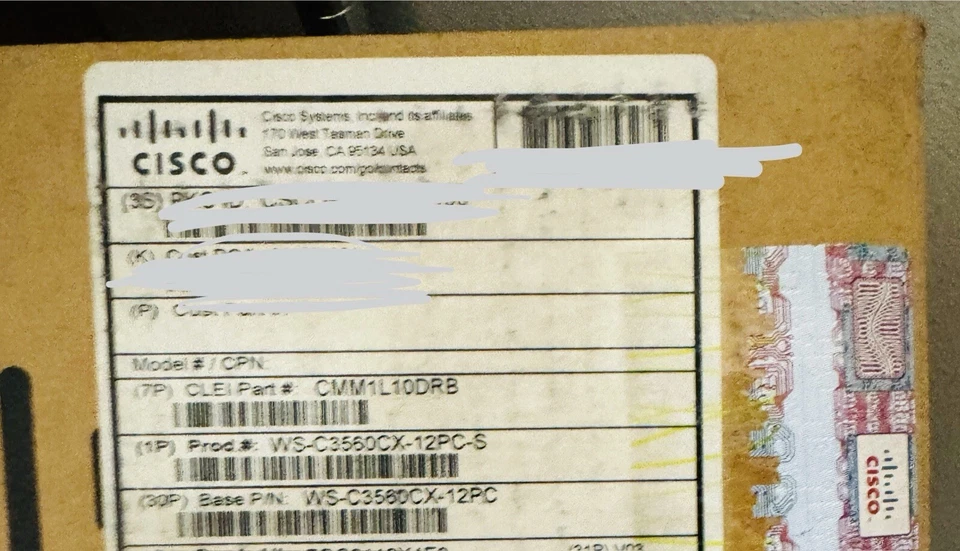 CISCO
Cisco Systems, Inc. and its affiliates
170 West Tasman Drive
San Jose, CA 95134 USA
www.cisco.com/go/contacts
(3S)
(K)
(P)
Model # / CPN:
(7P) CLEI Part #: CMM1L10DRB
(1P) Prod.#: WS-C3560CX-12PC-S
(30P) Base P/N: WS-C3560CX-12PC
(31P) V03
CISCO